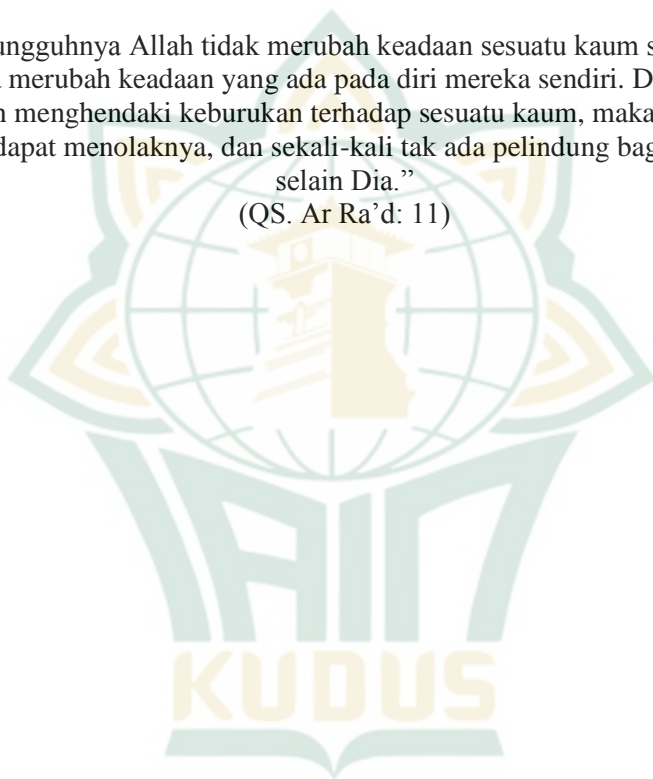 ungguhnya Allah tidak merubah keadaan sesuatu kaum s
merubah keadaan yang ada pada diri mereka sendiri. D
menghendaki keburukan terhadap sesuatu kaum, maka
dapat menolaknya, dan sekali-kali tak ada pelindung bag
selain Dia.”
(QS. Ar Ra’d: 11)
IAIN
KUDUS